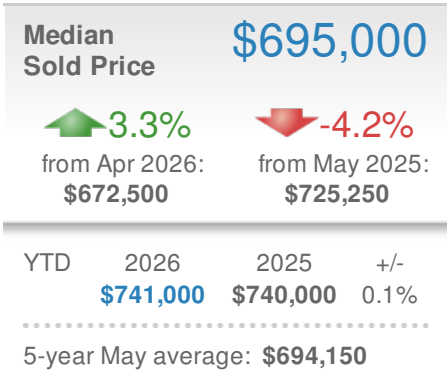 Median
Sold Price
$695,000
3.3%
-4.2%
from Apr 2026:
from May 2025:
$672,500
$725,250
YTD 2026 2025 +/-
$741,000 $740,000 0.1%
5-year May average: $694,150